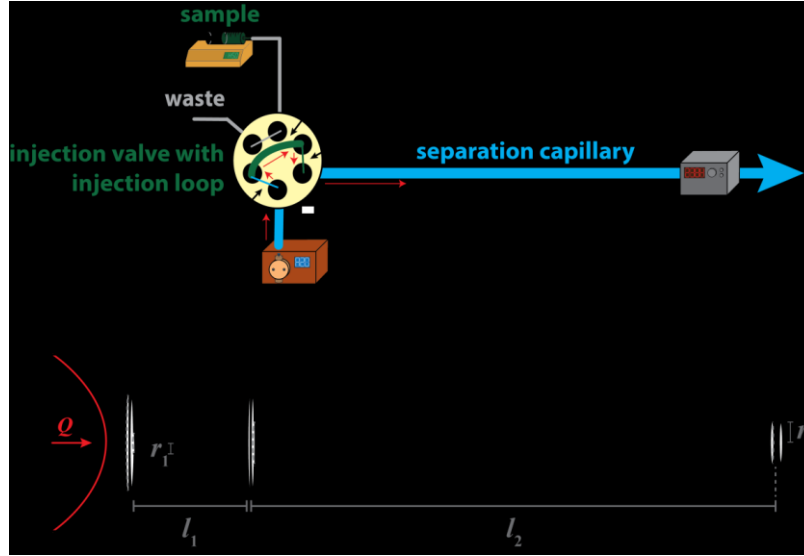 sample
waste
injection valve with
injection loop
separation capillary
Q
r1
r
l1
l2